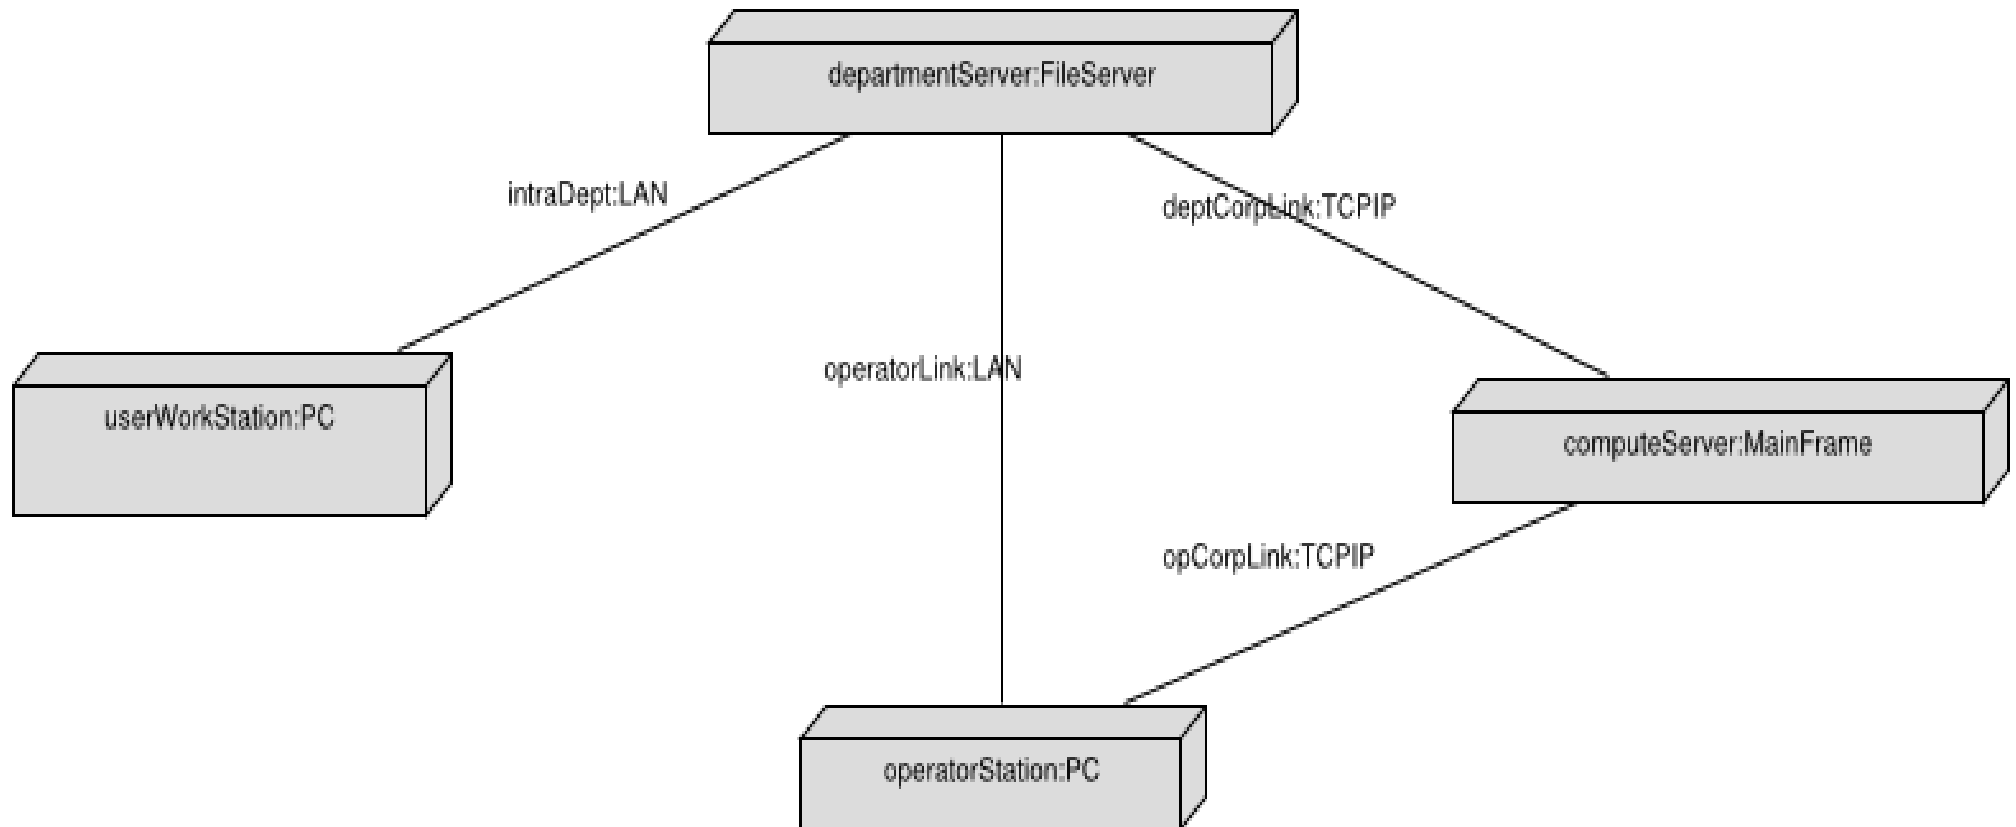 departmentServer:FileServer
intraDept:LAN
deptCorpLink:TCPIP
operatorLink:LAN
userWorkStation:PC
computeServer:MainFrame
opCorpLink:TCPIP
operatorStation:PC